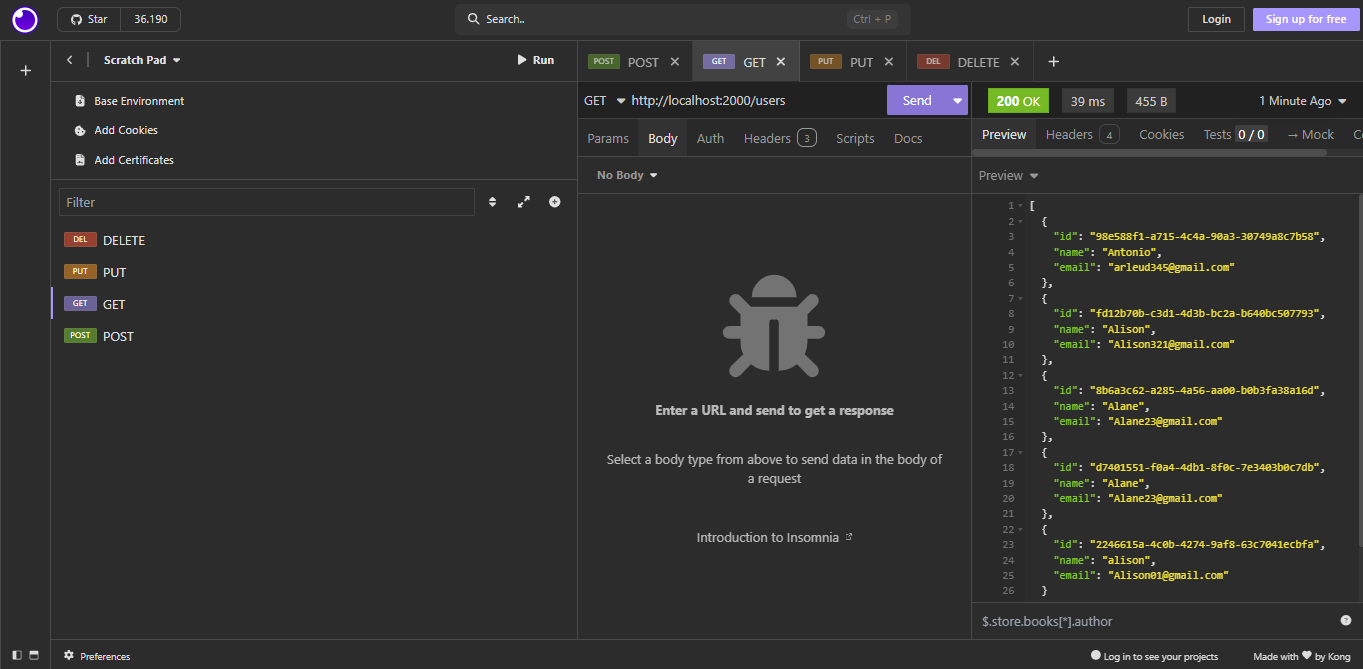 Star 36.190 Search.. Ctrl + P Login Sign up for free
Scratch Pad Run
Base Environment
Add Cookies
Add Certificates
Filter
DEL DELETE
PUT PUT
GET GET
POST POST
POST POST GET GET PUT PUT DEL DELETE
GET http://localhost:2000/users Send
Params Body Auth Headers 3 Scripts Docs
No Body
Enter a URL and send to get a response
Select a body type from above to send data in the body of
a request
Introduction to Insomnia
200 OK 39 ms 455 B 1 Minute Ago
Preview Headers 4 Cookies Tests 0 / 0 → Mock C
Preview
1 [
2 {
3 "id": "98e588f1-a715-4c4a-90a3-30749a8c7b58",
4 "name": "Antonio",
5 "email": "arleud345@gmail.com"
6 },
7 {
8 "id": "fd12b70b-c3d1-4d3b-bc2a-b640bc507793",
9 "name": "Alison",
10 "email": "Alison321@gmail.com"
11 },
12 {
13 "id": "8b6a3c62-a285-4a56-aa00-b0b3fa38a16d",
14 "name": "Alane",
15 "email": "Alane23@gmail.com"
16 },
17 {
18 "id": "d7401551-f0a4-4db1-8f0c-7e3403b0c7db",
19 "name": "Alane",
20 "email": "Alane23@gmail.com"
21 },
22 {
23 "id": "2246615a-4c0b-4274-9af8-63c7041ecbfa",
24 "name": "alison",
25 "email": "Alison01@gmail.com"
26 }
$.store.books[*].author
Preferences Log in to see your projects Made with ♥ by Kong